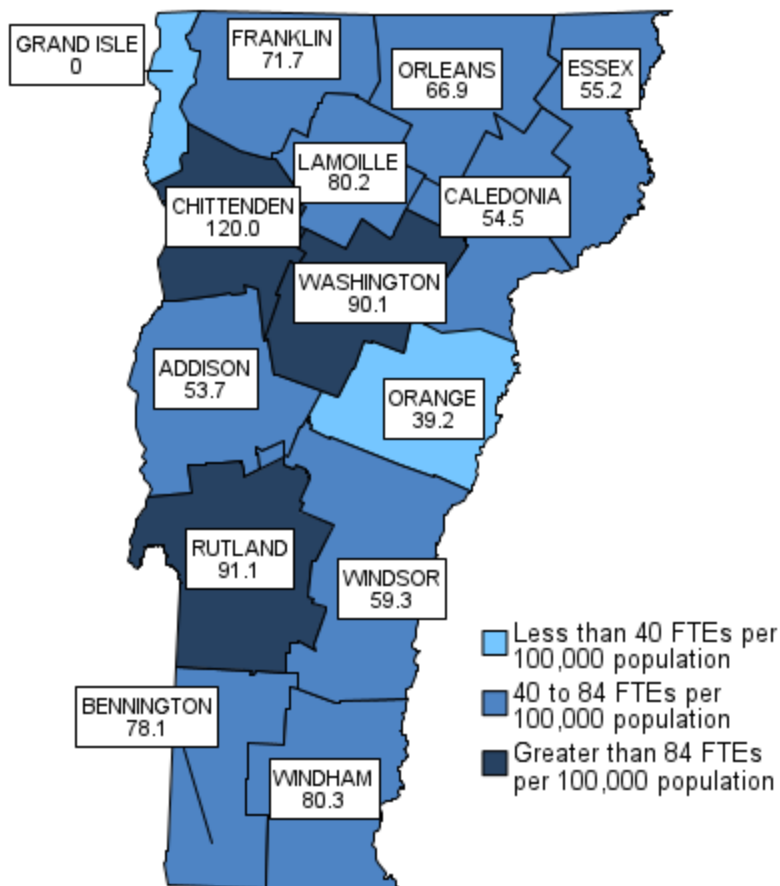 GRAND ISLE
0
FRANKLIN
71.7
ORLEANS
66.9
ESSEX
55.2
LAMOILLE
80.2
CHITTENDEN
120.0
CALEDONIA
54.5
WASHINGTON
90.1
ADDISON
53.7
ORANGE
39.2
RUTLAND
91.1
WINDSOR
59.3
BENNINGTON
78.1
WINDHAM
80.3
Less than 40 FTEs per
100,000 population
40 to 84 FTEs per
100,000 population
Greater than 84 FTEs
per 100,000 population